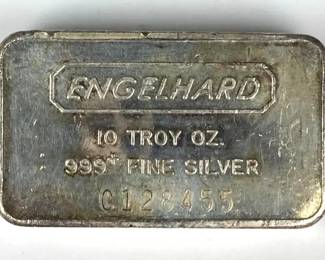 ENGELHARD
10 TROY OZ.
999+ FINE SILVER
C128455